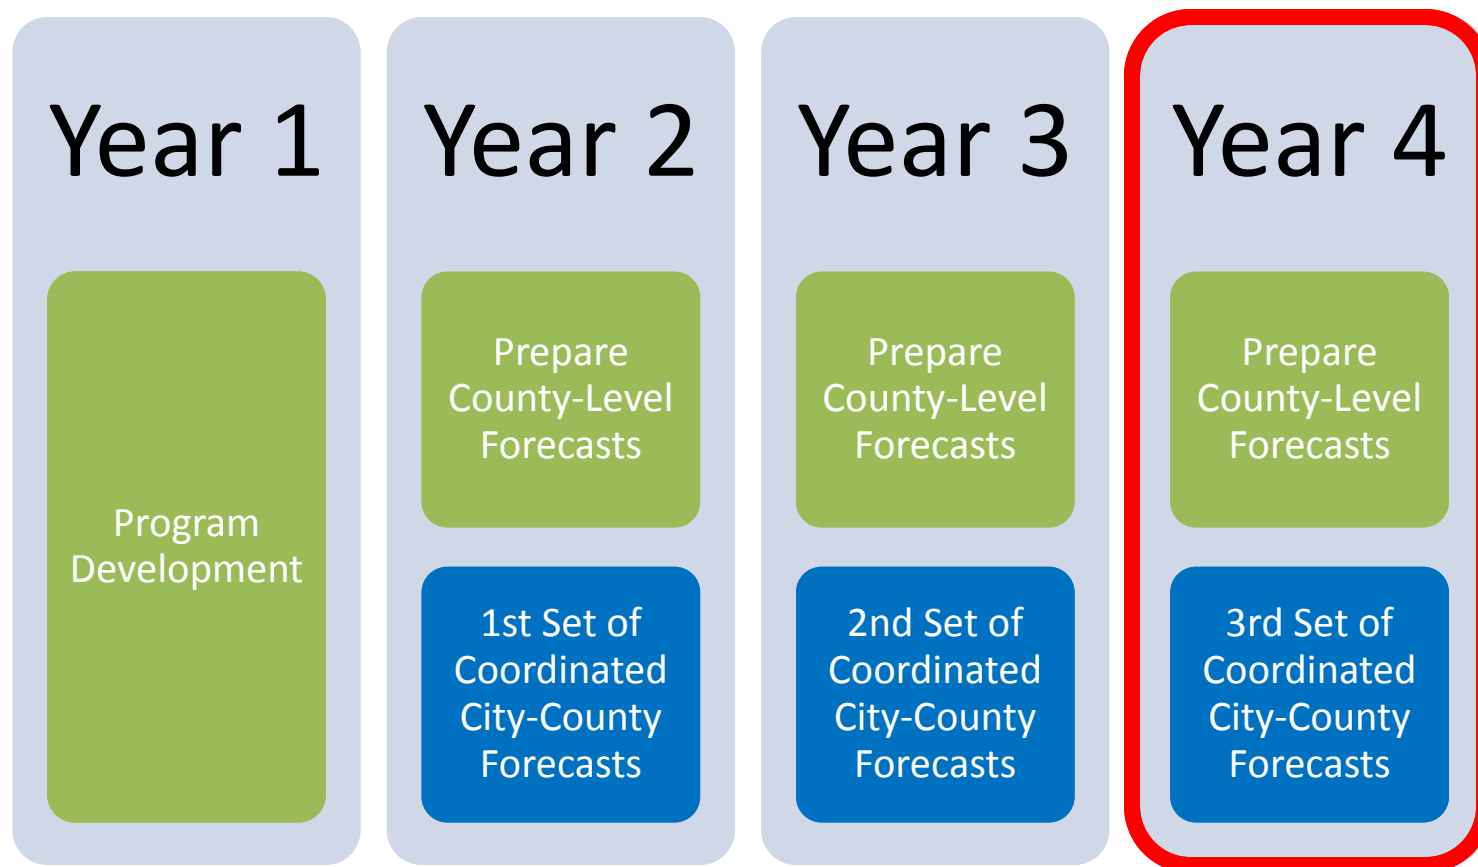 Year 1
Program
Development
Year 2
Prepare
County-Level
Forecasts
1st Set of
Coordinated
City-County
Forecasts
Year 3
Prepare
County-Level
Forecasts
2nd Set of
Coordinated
City-County
Forecasts
Year 4
Prepare
County-Level
Forecasts
3rd Set of
Coordinated
City-County
Forecasts